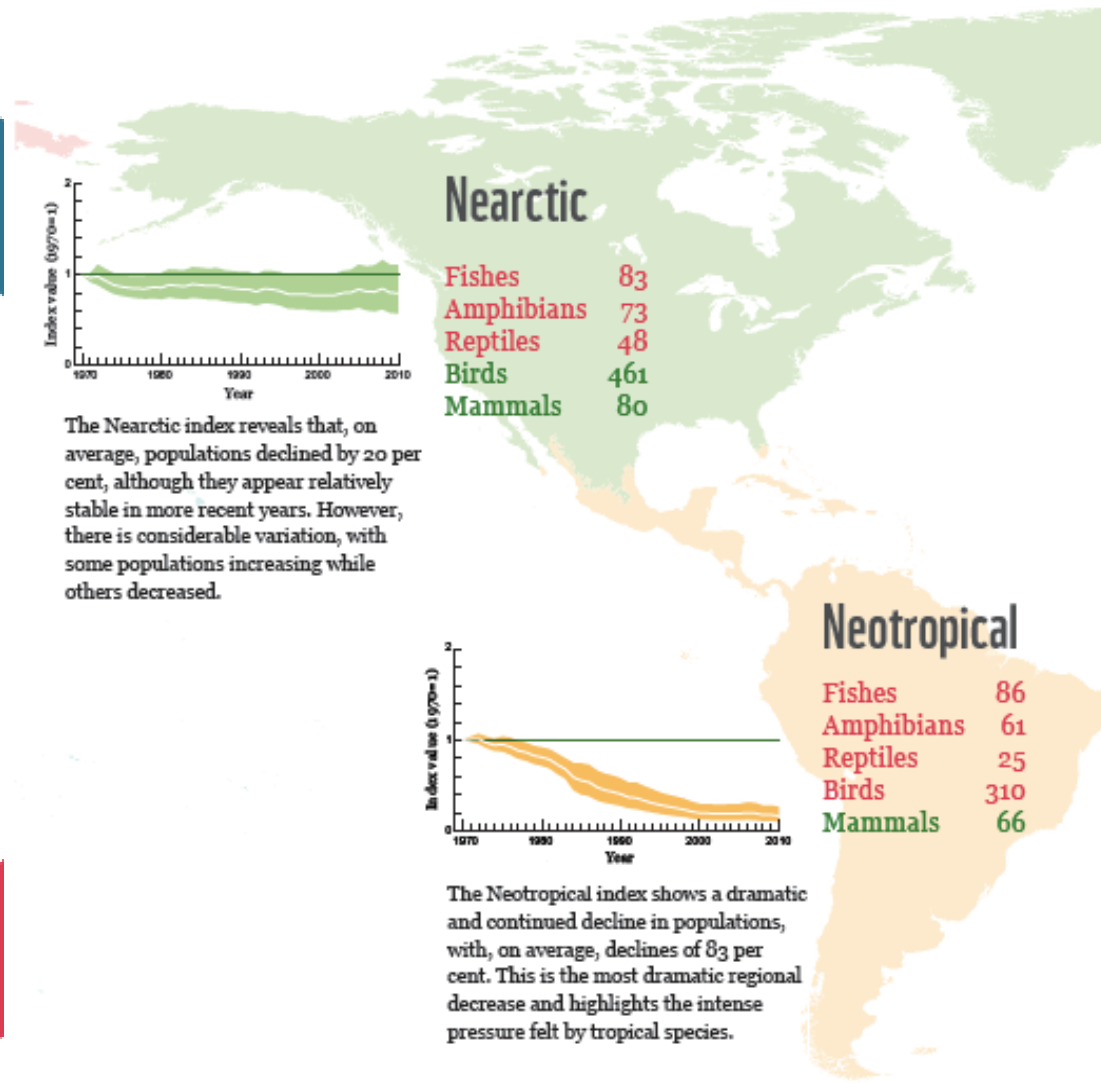 Nearctic
Fishes 83
Amphibians 73
Reptiles 48
Birds 461
Mammals 80
2
1
0
Index value (1970=1)
1970 1980 1990 2000 2010
Year
The Nearctic index reveals that, on
average, populations declined by 20 per
cent, although they appear relatively
stable in more recent years. However,
there is considerable variation, with
some populations increasing while
others decreased.
Neotropical
Fishes 86
Amphibians 61
Reptiles 25
Birds 310
Mammals 66
2
1
0
Index value (1970=1)
1970 1980 1990 2000 2010
Year
The Neotropical index shows a dramatic
and continued decline in populations,
with, on average, declines of 83 per
cent. This is the most dramatic regional
decrease and highlights the intense
pressure felt by tropical species.